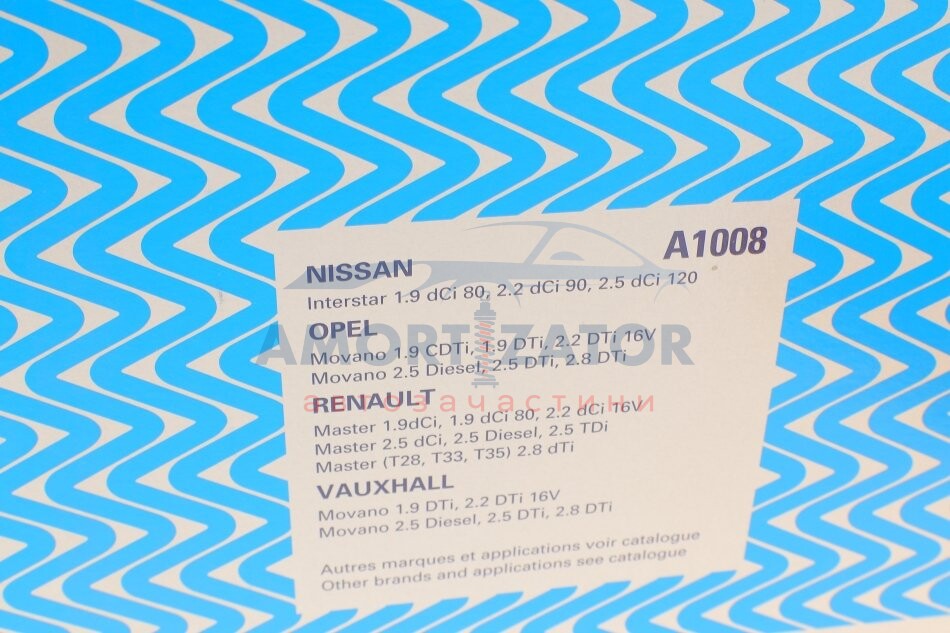 A1008
NISSAN
Interstar 1.9 dCi 80, 2.2 dCi 90, 2.5 dCi 120
OPEL
Movano 1.9 CDTi, 1.9 DTi, 2.2 DTi 16V
Movano 2.5 Diesel, 2.5 DTi, 2.8 DTi
RENAULT
Master 1.9dCi, 1.9 dCi 80, 2.2 dCi 16V
Master 2.5 dCi, 2.5 Diesel, 2.5 TDi
Master (T28, T33, T35) 2.8 dTi
VAUXHALL
Movano 1.9 DTi, 2.2 DTi 16V
Movano 2.5 Diesel, 2.5 DTi, 2.8 DTi
Autres marques et applications voir catalogue
Other brands and applications see catalogue
AMORTIZATOR
автозапчастини